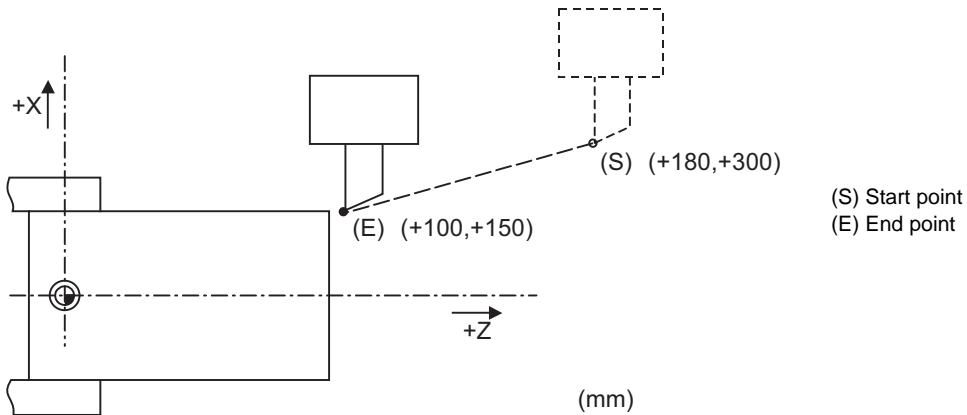 +X
(S) (+180,+300)
(S) Start point
(E) End point
(E) (+100,+150)
+Z
(mm)